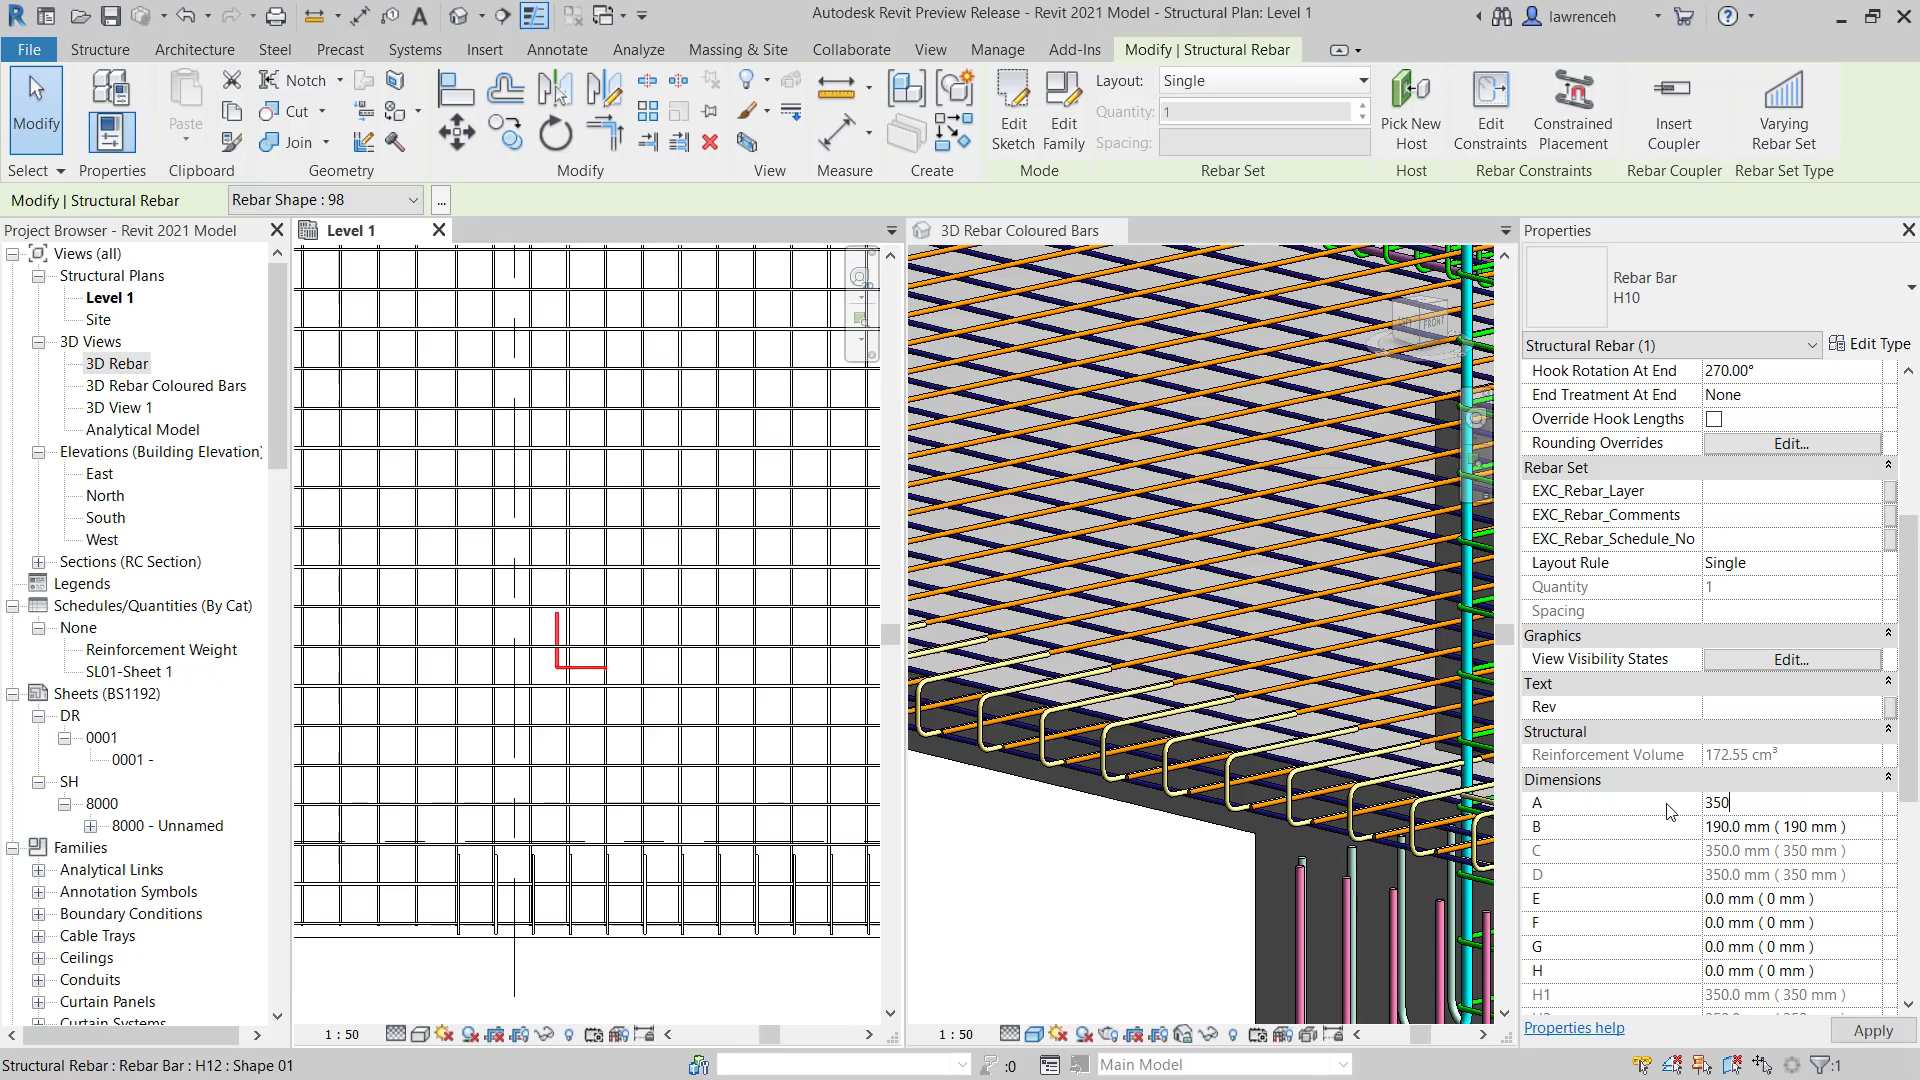 Autodesk Revit Preview Release - Revit 2021 Model - Structural Plan: Level 1
lawrenceh
File Structure Architecture Steel Precast Systems Insert Annotate Analyze Massing & Site Collaborate View Manage Add-Ins Modify | Structural Rebar
Modify
Paste
Notch
Cut
Join
Edit Sketch
Edit Family
Layout: Single
Quantity: 1
Spacing:
Pick New Host
Edit Constraints
Constrained Placement
Insert Coupler
Varying Rebar Set
Select Properties Clipboard Geometry Modify View Measure Create Mode Rebar Set Host Rebar Constraints Rebar Coupler Rebar Set Type
Modify | Structural Rebar Rebar Shape : 98 ...
Project Browser - Revit 2021 Model
Views (all)
Structural Plans
Level 1
Site
3D Views
3D Rebar
3D Rebar Coloured Bars
3D View 1
Analytical Model
Elevations (Building Elevation)
East
North
South
West
Sections (RC Section)
Legends
Schedules/Quantities (By Cat)
None
Reinforcement Weight
SL01-Sheet 1
Sheets (BS1192)
DR
0001
0001 -
SH
8000
8000 - Unnamed
Families
Analytical Links
Annotation Symbols
Boundary Conditions
Cable Trays
Ceilings
Conduits
Curtain Panels
Curtain Systems
Level 1
1 : 50
3D Rebar Coloured Bars
FRONT
1 : 50
Properties
Rebar Bar
H10
Structural Rebar (1) Edit Type
Hook Rotation At End 270.00°
End Treatment At End None
Override Hook Lengths
Rounding Overrides Edit...
Rebar Set
EXC_Rebar_Layer
EXC_Rebar_Comments
EXC_Rebar_Schedule_No
Layout Rule Single
Quantity 1
Spacing
Graphics
View Visibility States Edit...
Text
Rev
Structural
Reinforcement Volume 172.55 cm³
Dimensions
A 350
B 190.0 mm ( 190 mm )
C 350.0 mm ( 350 mm )
D 350.0 mm ( 350 mm )
E 0.0 mm ( 0 mm )
F 0.0 mm ( 0 mm )
G 0.0 mm ( 0 mm )
H 0.0 mm ( 0 mm )
H1 350.0 mm ( 350 mm )
Properties help Apply
Structural Rebar : Rebar Bar : H12 : Shape 01
:0
Main Model
:1